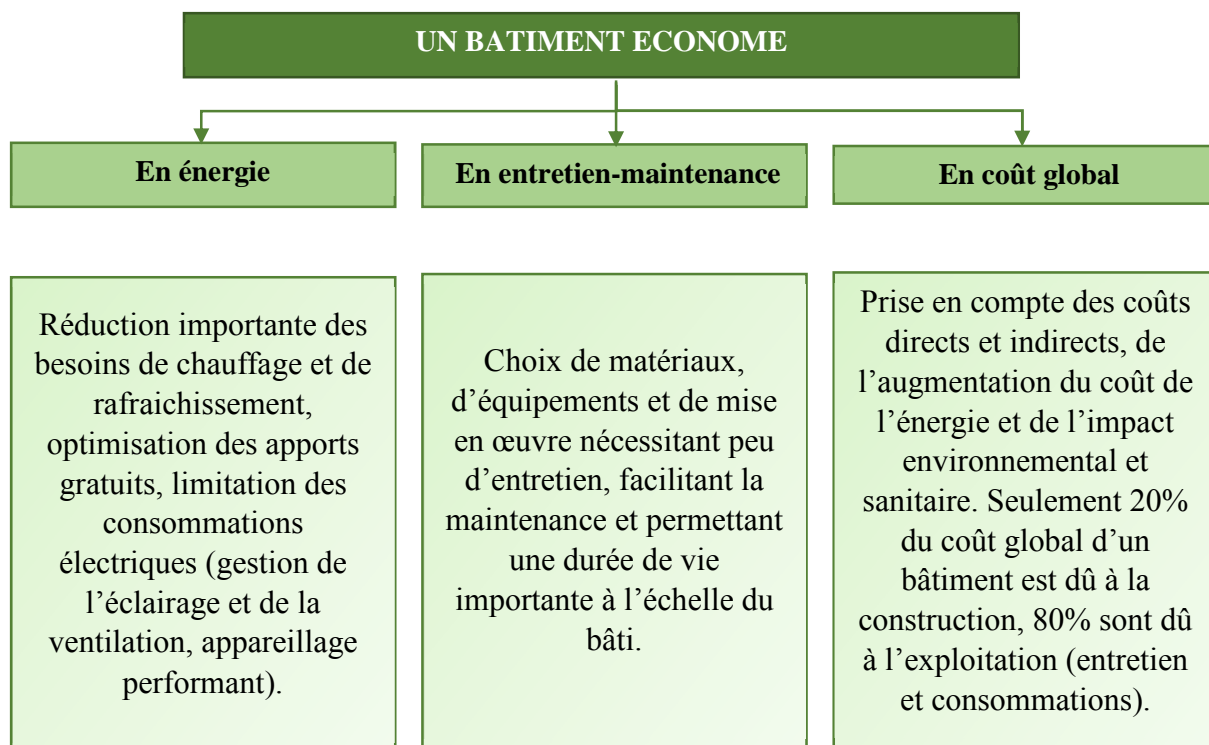 UN BATIMENT ECONOME
En énergie
En entretien-maintenance
En coût global
Réduction importante des
besoins de chauffage et de
rafraichissement,
optimisation des apports
gratuits, limitation des
consommations
électriques (gestion de
l’éclairage et de la
ventilation, appareillage
performant).
Choix de matériaux,
d’équipements et de mise
en œuvre nécessitant peu
d’entretien, facilitant la
maintenance et permettant
une durée de vie
importante à l’échelle du
bâti.
Prise en compte des coûts
directs et indirects, de
l’augmentation du coût de
l’énergie et de l’impact
environnemental et
sanitaire. Seulement 20%
du coût global d’un
bâtiment est dû à la
construction, 80% sont dû
à l’exploitation (entretien
et consommations).